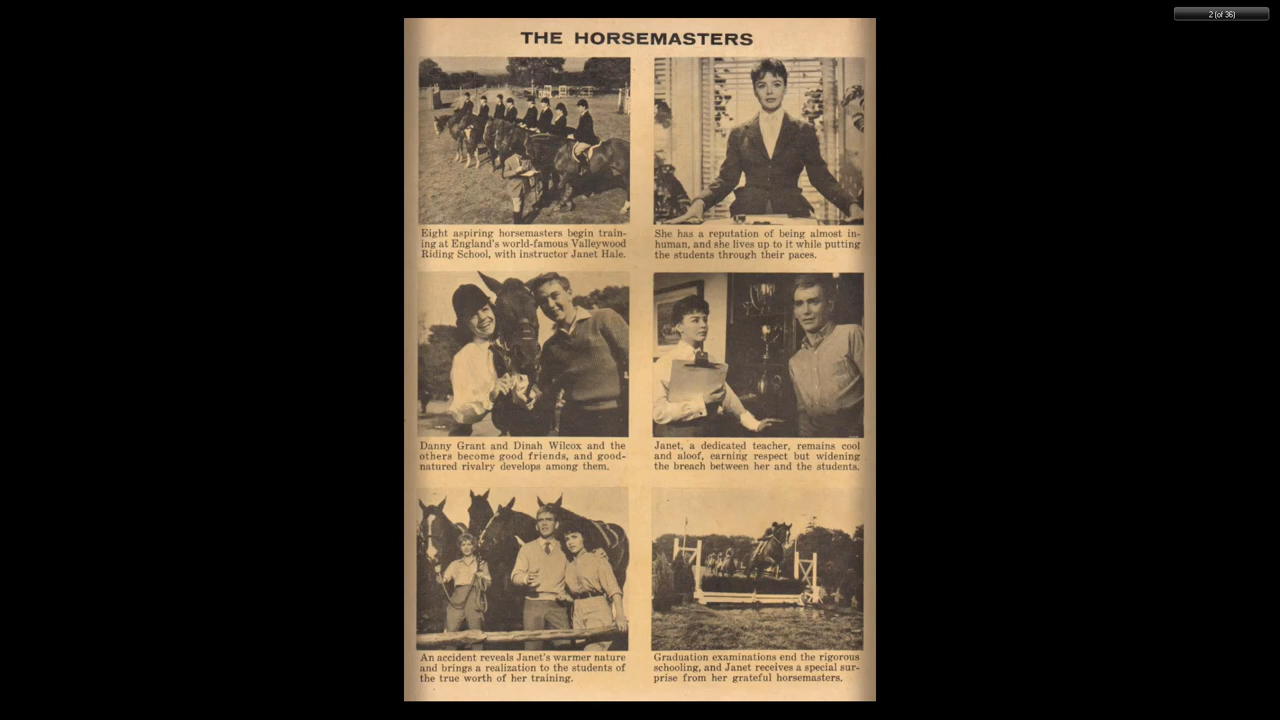 2 (of 36)
THE HORSEMASTERS
Eight aspiring horsemasters begin train-
ing at England's world-famous Valleywood
Riding School, with instructor Janet Hale.
She has a reputation of being almost in-
human, and she lives up to it while putting
the students through their paces.
Danny Grant and Dinah Wilcox and the
others become good friends, and good-
natured rivalry develops among them.
Janet, a dedicated teacher, remains cool
and aloof, earning respect but widening
the breach between her and the students.
An accident reveals Janet's warmer nature
and brings a realization to the students of
the true worth of her training.
Graduation examinations end the rigorous
schooling, and Janet receives a special sur-
prise from her grateful horsemasters.